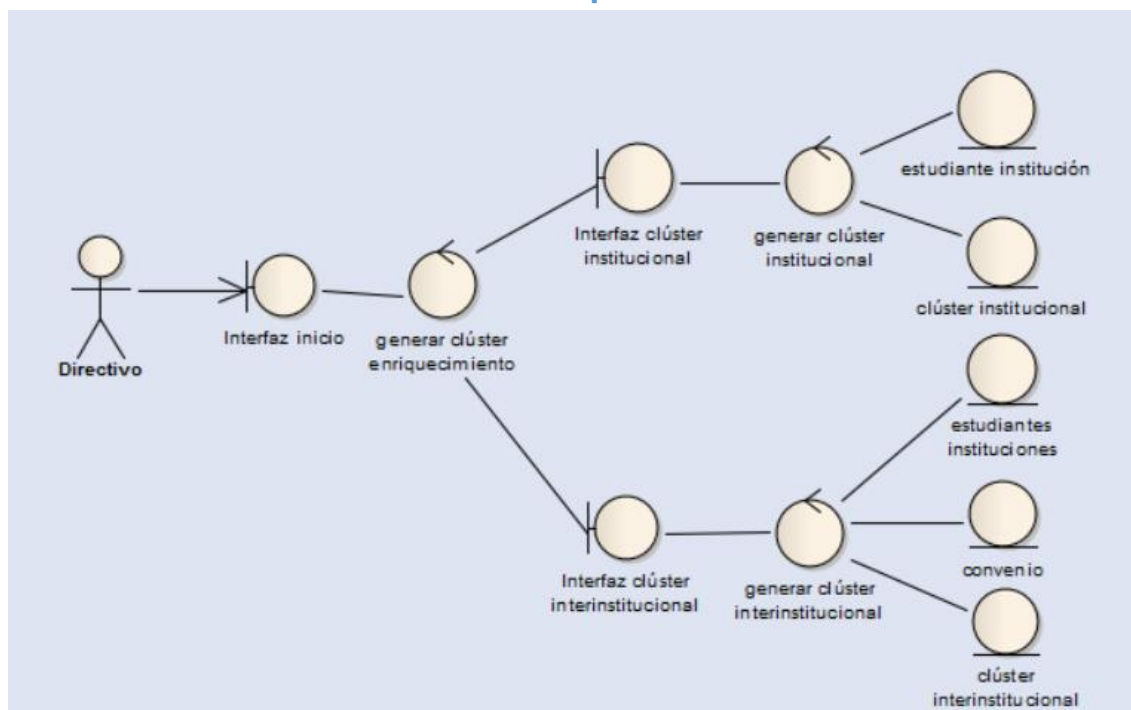 estudiante institución
Interfaz clúster
institucional
generar clúster
institucional
clúster institucional
Interfaz inicio
generar clúster
enriquecimiento
Directivo
estudiantes
instituciones
Interfaz clúster
interinstitucional
generar clúster
interinstitucional
convenio
clúster
interinstitucional